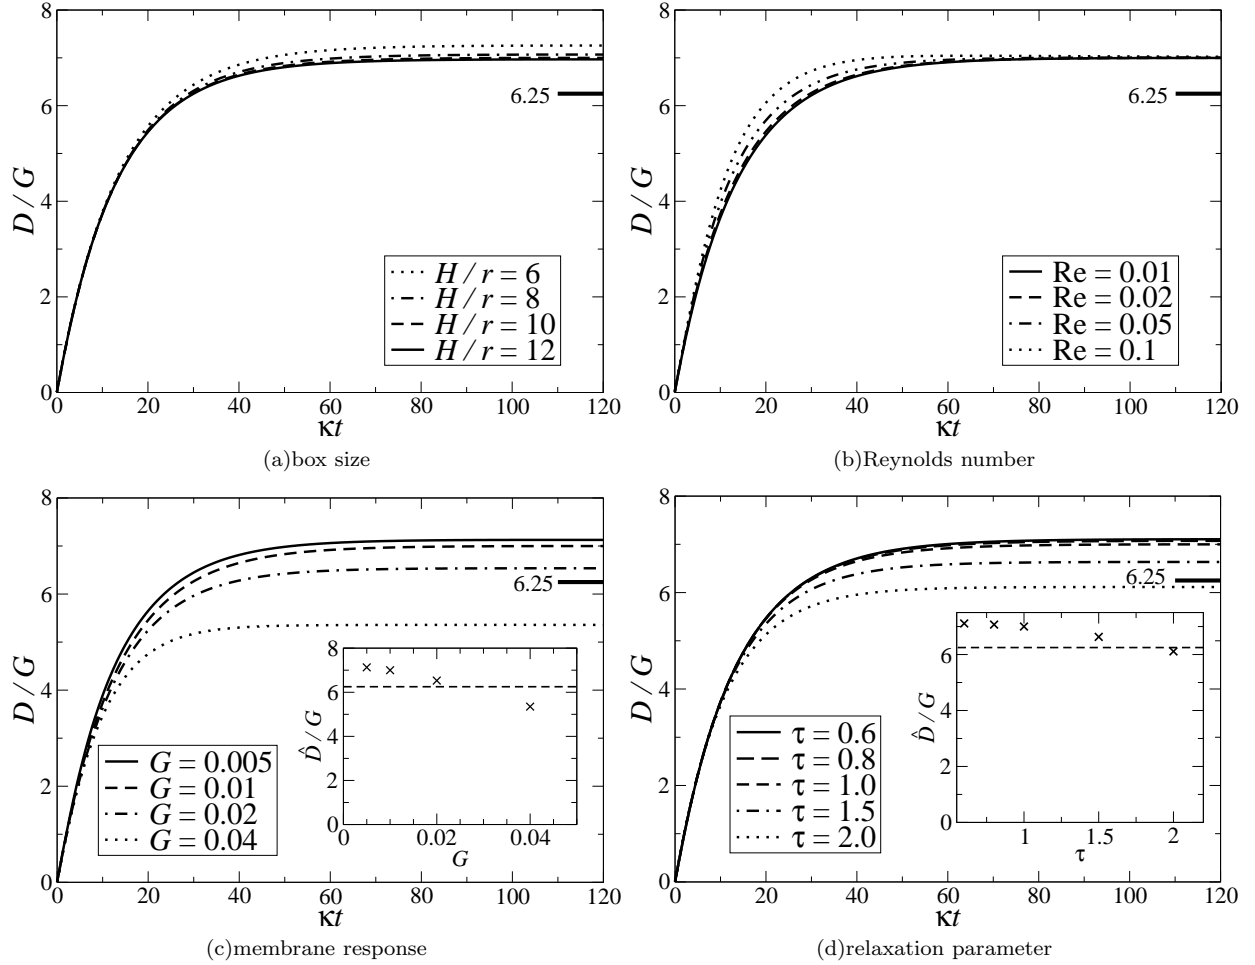 8
6
4
2
0
D / G
6.25
H / r = 6
H / r = 8
H / r = 10
H / r = 12
0 20 40 60 80 100 120
κt
(a)box size
8
6
4
2
0
D / G
6.25
Re = 0.01
Re = 0.02
Re = 0.05
Re = 0.1
0 20 40 60 80 100 120
κt
(b)Reynolds number
8
6
4
2
0
D / G
6.25
G = 0.005
G = 0.01
G = 0.02
G = 0.04
8
6
4
2
0
D̂ / G
0 0.02 0.04
G
0 20 40 60 80 100 120
κt
(c)membrane response
8
6
4
2
0
D / G
6.25
τ = 0.6
τ = 0.8
τ = 1.0
τ = 1.5
τ = 2.0
6
4
2
0
D̂ / G
1 1.5 2
τ
0 20 40 60 80 100 120
κt
(d)relaxation parameter